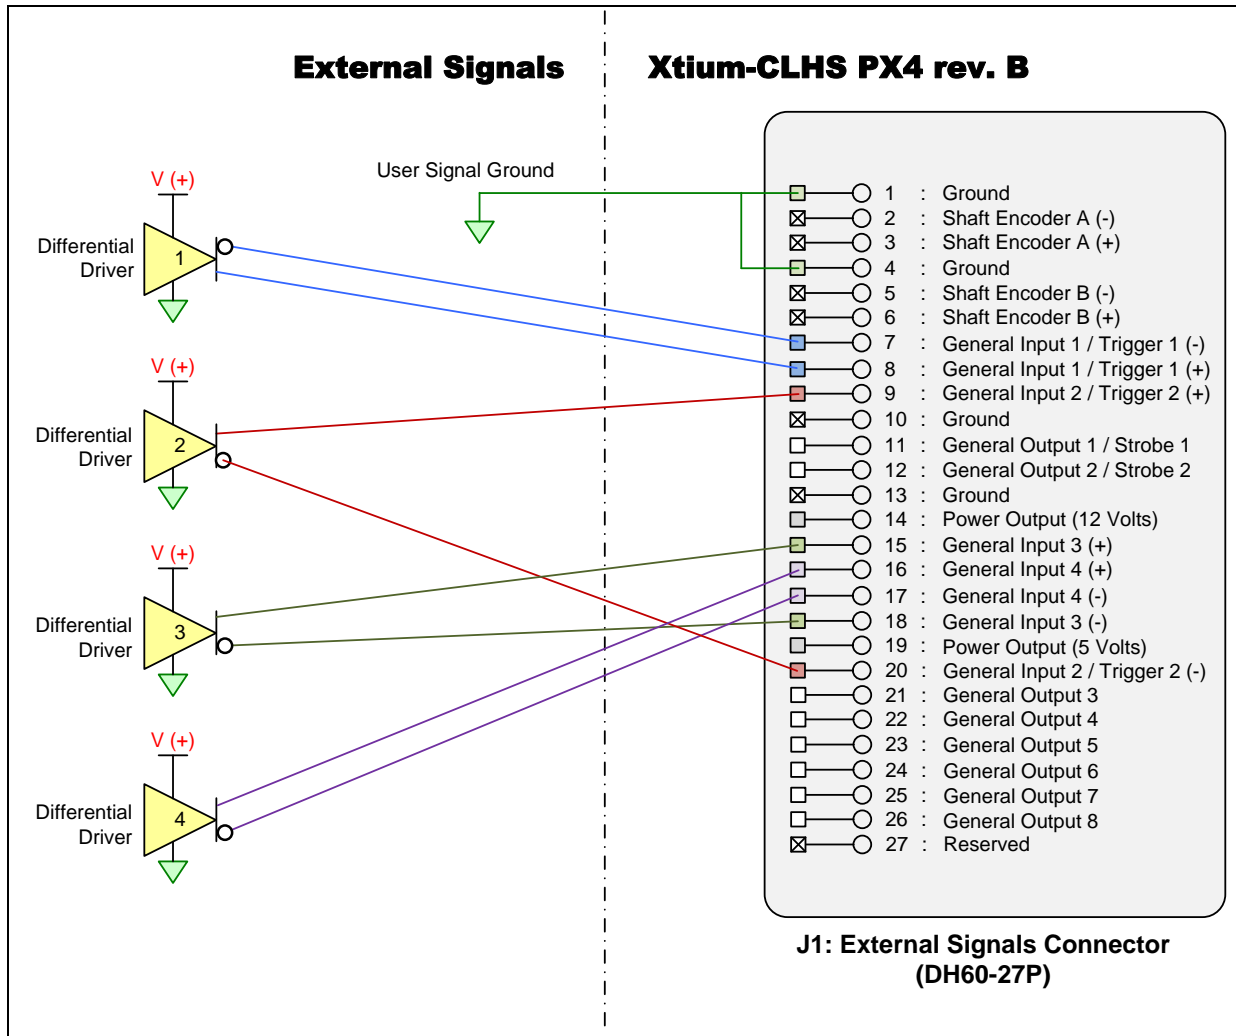 External Signals
Xtium-CLHS PX4 rev. B
User Signal Ground
V (+)
Differential
Driver
1
V (+)
Differential
Driver
2
V (+)
Differential
Driver
3
V (+)
Differential
Driver
4
1 : Ground
2 : Shaft Encoder A (-)
3 : Shaft Encoder A (+)
4 : Ground
5 : Shaft Encoder B (-)
6 : Shaft Encoder B (+)
7 : General Input 1 / Trigger 1 (-)
8 : General Input 1 / Trigger 1 (+)
9 : General Input 2 / Trigger 2 (+)
10 : Ground
11 : General Output 1 / Strobe 1
12 : General Output 2 / Strobe 2
13 : Ground
14 : Power Output (12 Volts)
15 : General Input 3 (+)
16 : General Input 4 (+)
17 : General Input 4 (-)
18 : General Input 3 (-)
19 : Power Output (5 Volts)
20 : General Input 2 / Trigger 2 (-)
21 : General Output 3
22 : General Output 4
23 : General Output 5
24 : General Output 6
25 : General Output 7
26 : General Output 8
27 : Reserved
J1: External Signals Connector
(DH60-27P)